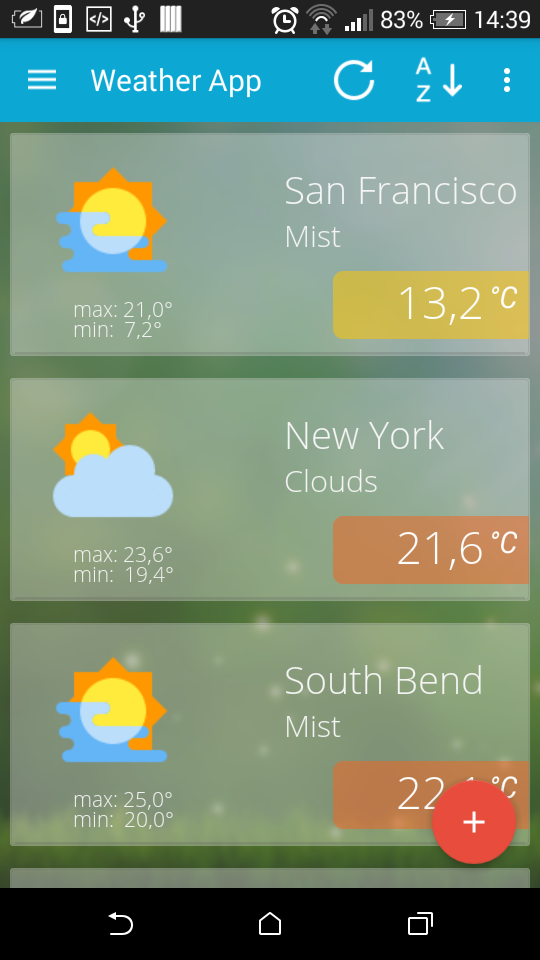 83% 14:39
Weather App A Z
San Francisco
Mist
13,2 °C
max: 21,0°
min: 7,2°
New York
Clouds
21,6 °C
max: 23,6°
min: 19,4°
South Bend
Mist
°C
max: 25,0°
min: 20,0°
+